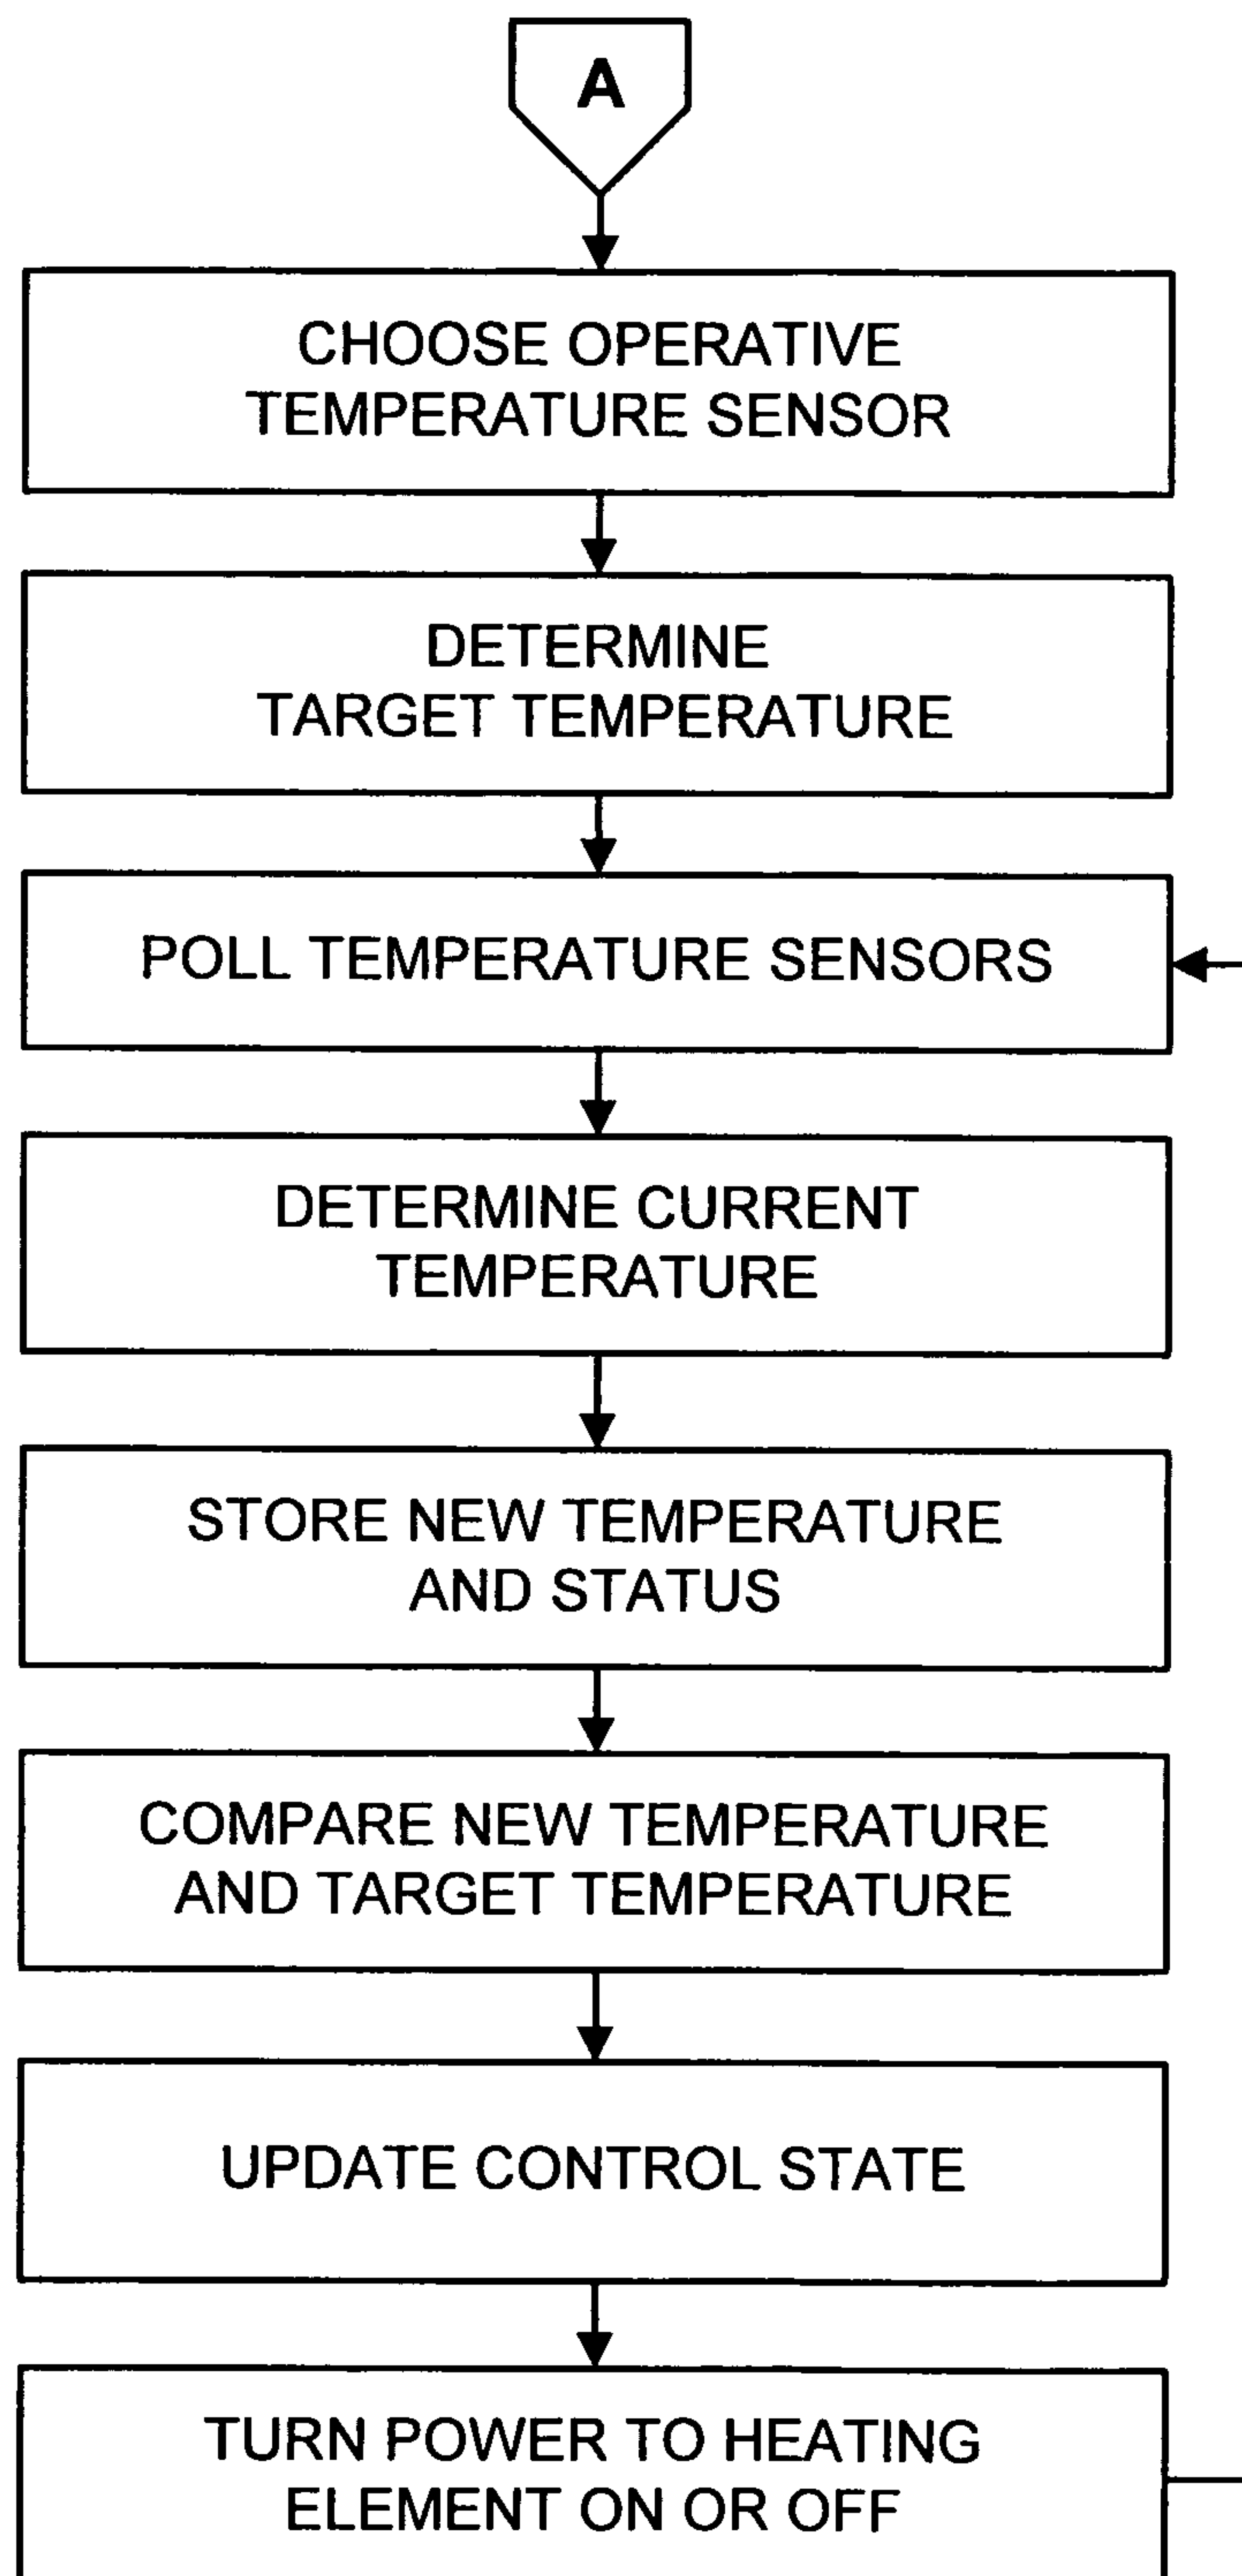 A
CHOOSE OPERATIVE
TEMPERATURE SENSOR
DETERMINE
TARGET TEMPERATURE
POLL TEMPERATURE SENSORS
DETERMINE CURRENT
TEMPERATURE
STORE NEW TEMPERATURE
AND STATUS
COMPARE NEW TEMPERATURE
AND TARGET TEMPERATURE
UPDATE CONTROL STATE
TURN POWER TO HEATING
ELEMENT ON OR OFF